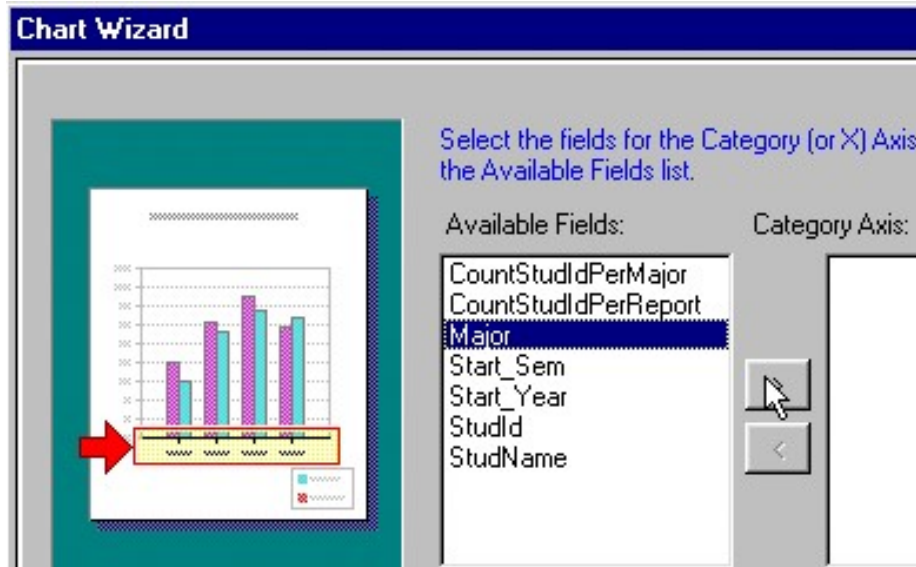 Chart Wizard
Select the fields for the Category (or X) Axis
the Available Fields list.
Available Fields:
Category Axis:
CountStudIdPerMajor
CountStudIdPerReport
Major
Start_Sem
Start_Year
StudId
StudName
<